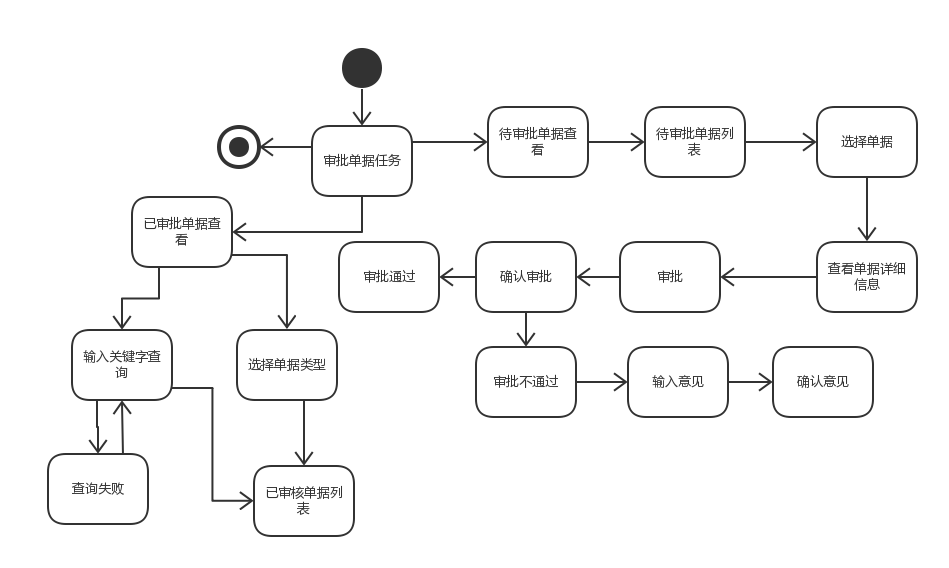 审批单据任务
待审批单据查
看
待审批单据列
表
选择单据
已审批单据查
看
审批通过
确认审批
审批
查看单据详细
信息
输入关键字查
询
选择单据类型
审批不通过
输入意见
确认意见
查询失败
已审核单据列
表